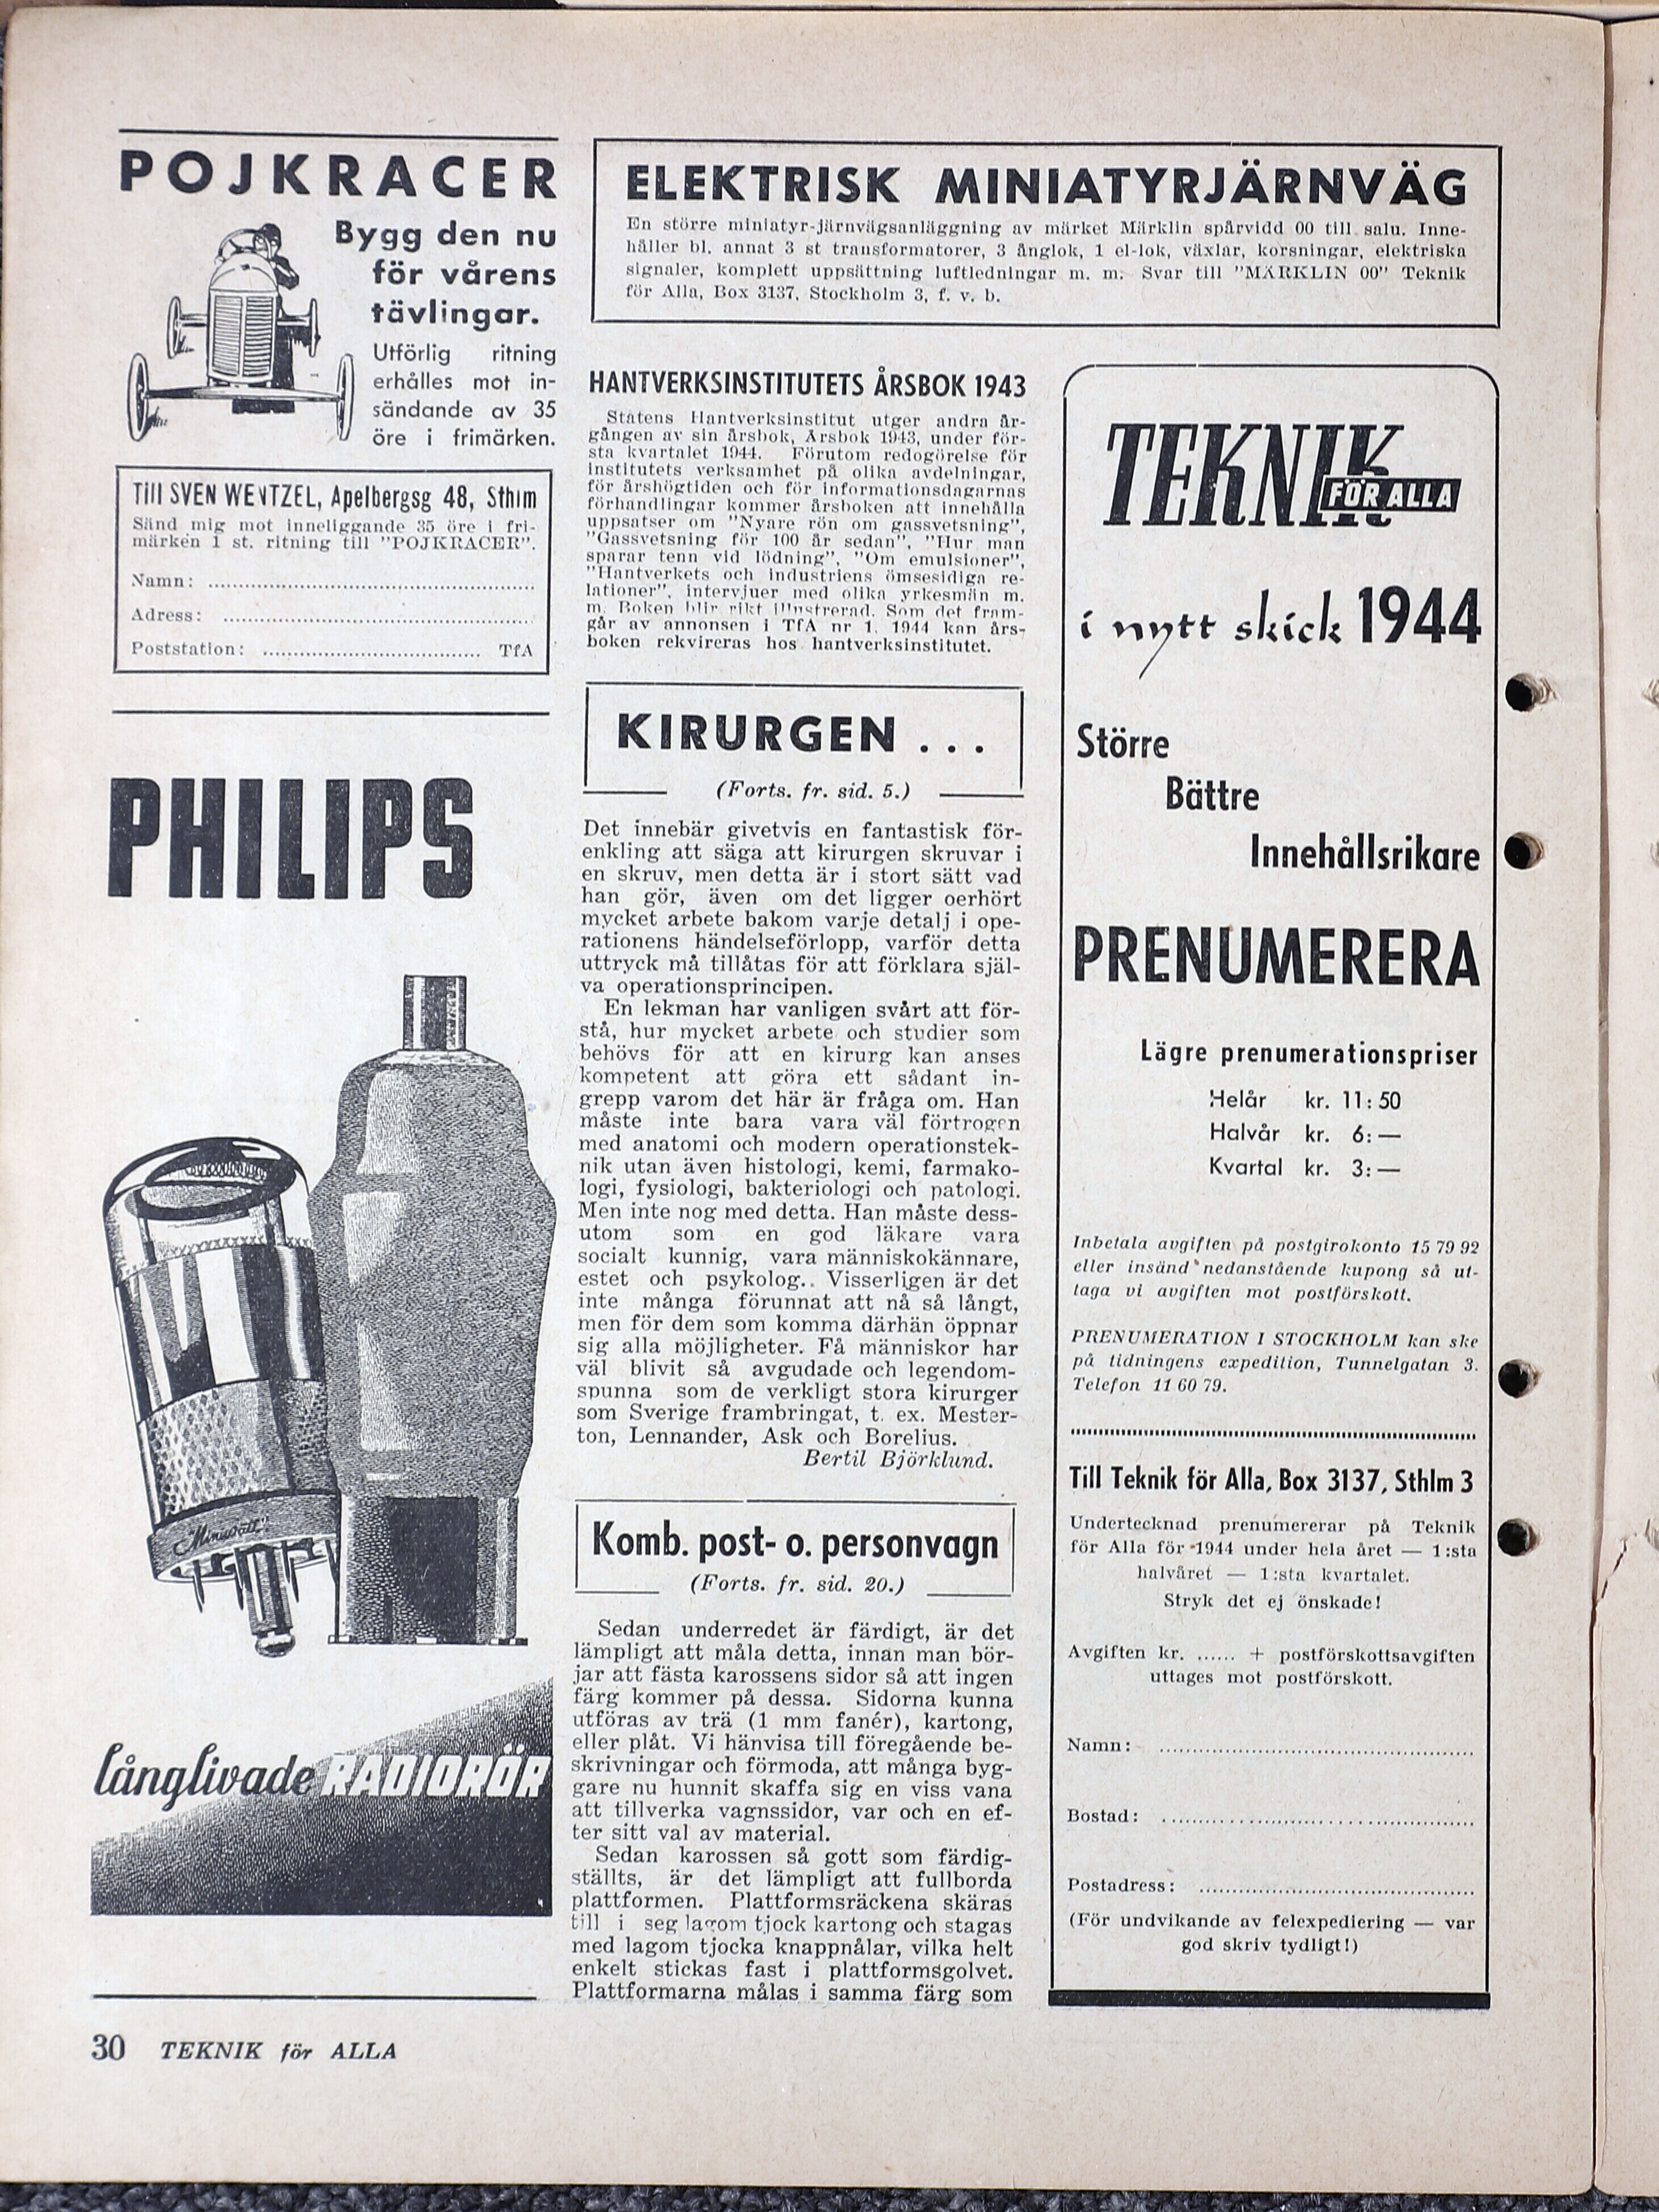 POJKRACER
Bygg den nu
för vårens
tävlingar.
Utförlig ritning
erhålles mot in-
sändande av 35
öre i frimärken.
Till SVEN WENTZEL, Apelbergsg 48, Sthlm
Sänd mig mot inneliggande 35 öre i fri-
märken 1 st. ritning till "POJKRACER".
Namn: ........................................
Adress: ........................................
Poststation: ........................................ TfA
PHILIPS
"Miniwatt"
långlivade RADIORÖR
ELEKTRISK MINIATYRJÄRNVÄG
En större miniatyr-järnvägsanläggning av märket Märklin spårvidd 00 till salu. Inne-
håller bl. annat 3 st transformatorer, 3 ånglok, 1 el-lok, växlar, korsningar, elektriska
signaler, komplett uppsättning luftledningar m. m. Svar till "MÄRKLIN 00" Teknik
för Alla, Box 3137, Stockholm 3, f. v. b.
HANTVERKSINSTITUTETS ÅRSBOK 1943
Statens Hantverksinstitut utger andra år-
gången av sin årsbok, Årsbok 1943, under för-
sta kvartalet 1944. Förutom redogörelse för
institutets verksamhet på olika avdelningar,
för årshögtiden och för informationsdagarnas
förhandlingar kommer årsboken att innehålla
uppsatser om "Nyare rön om gassvetsning",
"Gassvetsning för 100 år sedan", "Hur man
sparar tenn vid lödning", "Om emulsioner",
"Hantverkets och industriens ömsesidiga re-
lationer", intervjuer med olika yrkesmän m.
m. Boken blir rikt illustrerad. Som det fram-
går av annonsen i TfA nr 1, 1944 kan års-
boken rekvireras hos hantverksinstitutet.
KIRURGEN ...
(Forts. fr. sid. 5.)
Det innebär givetvis en fantastisk för-
enkling att säga att kirurgen skruvar i
en skruv, men detta är i stort sätt vad
han gör, även om det ligger oerhört
mycket arbete bakom varje detalj i ope-
rationens händelseförlopp, varför detta
uttryck må tillåtas för att förklara själ-
va operationsprincipen.
En lekman har vanligen svårt att för-
stå, hur mycket arbete och studier som
behövs för att en kirurg kan anses
kompetent att göra ett sådant in-
grepp varom det här är fråga om. Han
måste inte bara vara väl förtrogen
med anatomi och modern operationstek-
nik utan även histologi, kemi, farmako-
logi, fysiologi, bakteriologi och patologi.
Men inte nog med detta. Han måste dess-
utom som en god läkare vara
socialt kunnig, vara människokännare,
estet och psykolog.. Visserligen är det
inte många förunnat att nå så långt,
men för dem som komma därhän öppnar
sig alla möjligheter. Få människor har
väl blivit så avgudade och legendom-
spunna som de verkligt stora kirurger
som Sverige frambringat, t. ex. Mester-
ton, Lennander, Ask och Borelius.
Bertil Björklund.
Komb. post- o. personvagn
(Forts. fr. sid. 20.)
Sedan underredet är färdigt, är det
lämpligt att måla detta, innan man bör-
jar att fästa karossens sidor så att ingen
färg kommer på dessa. Sidorna kunna
utföras av trä (1 mm fanér), kartong,
eller plåt. Vi hänvisa till föregående be-
skrivningar och förmoda, att många byg-
gare nu hunnit skaffa sig en viss vana
att tillverka vagnssidor, var och en ef-
ter sitt val av material.
Sedan karossen så gott som färdig-
ställts, är det lämpligt att fullborda
plattformen. Plattformsräckena skäras
till i seg lagom tjock kartong och stagas
med lagom tjocka knappnålar, vilka helt
enkelt stickas fast i plattformsgolvet.
Plattformarna målas i samma färg som
TEKNIK
FÖR ALLA
i nytt skick 1944
Större
Bättre
Innehållsrikare
PRENUMERERA
Lägre prenumerationspriser
Helår kr. 11:50
Halvår kr. 6:—
Kvartal kr. 3:—
Inbetala avgiften på postgirokonto 15 79 92
eller insänd nedanstående kupong så ut-
taga vi avgiften mot postförskott.
PRENUMERATION I STOCKHOLM kan ske
på tidningens expedition, Tunnelgatan 3.
Telefon 11 60 79.
Till Teknik för Alla, Box 3137, Sthlm 3
Undertecknad prenumererar på Teknik
för Alla för 1944 under hela året — 1:sta
halvåret — 1:sta kvartalet.
Stryk det ej önskade!
Avgiften kr. ...... + postförskottsavgiften
uttages mot postförskott.
Namn: ........................................
Bostad: ........................................
Postadress: ........................................
(För undvikande av felexpediering — var
god skriv tydligt!)
30 TEKNIK för ALLA